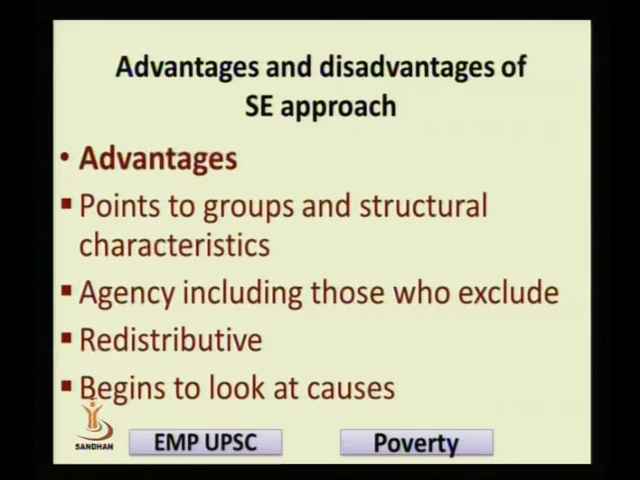 Advantages and disadvantages of
SE approach
• Advantages
▪ Points to groups and structural
characteristics
▪ Agency including those who exclude
▪ Redistributive
▪ Begins to look at causes
SANDHAN
EMP UPSC
Poverty